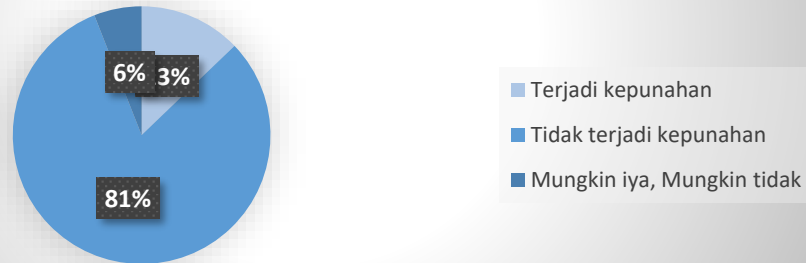 6%
3%
81%
Terjadi kepunahan
Tidak terjadi kepunahan
Mungkin iya, Mungkin tidak